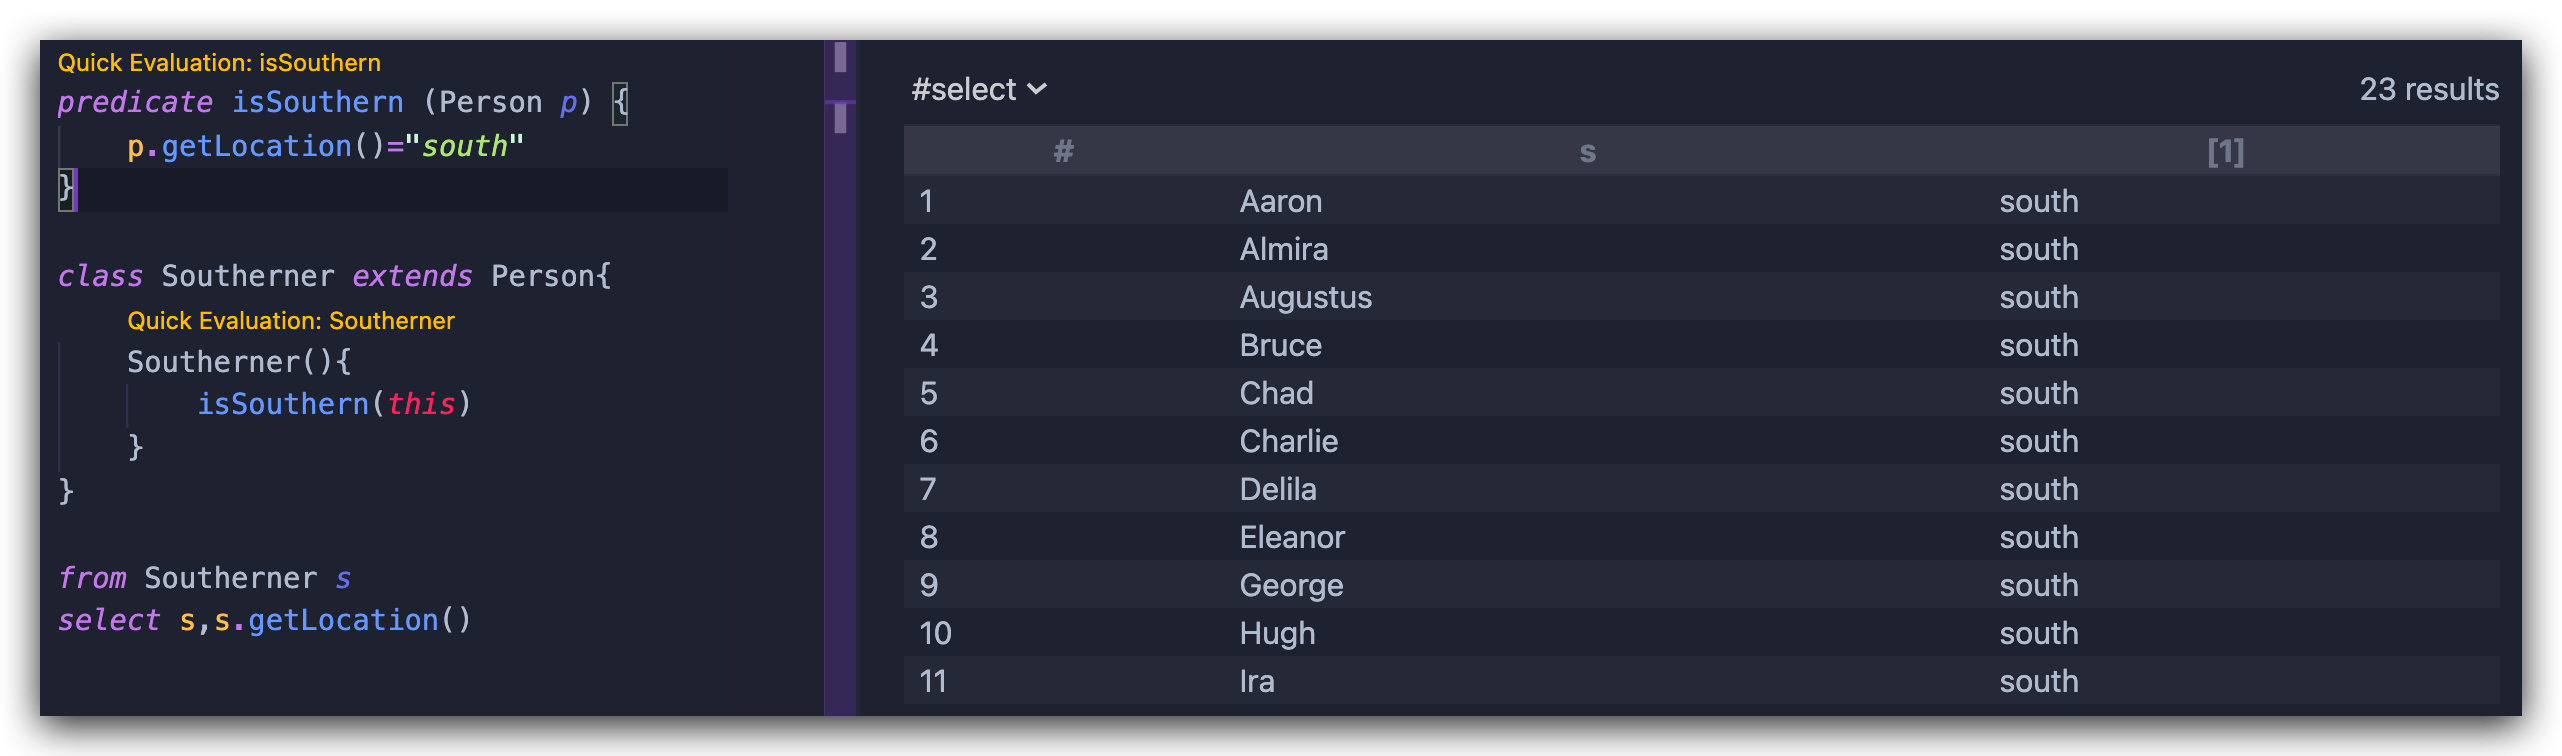 Quick Evaluation: isSouthern
predicate isSouthern (Person p) {
p.getLocation()="south"
}
class Southerner extends Person{
Quick Evaluation: Southerner
Southerner(){
isSouthern(this)
}
}
from Southerner s
select s,s.getLocation()
#select 23 results
# s [1]
1 Aaron south
2 Almira south
3 Augustus south
4 Bruce south
5 Chad south
6 Charlie south
7 Delila south
8 Eleanor south
9 George south
10 Hugh south
11 Ira south